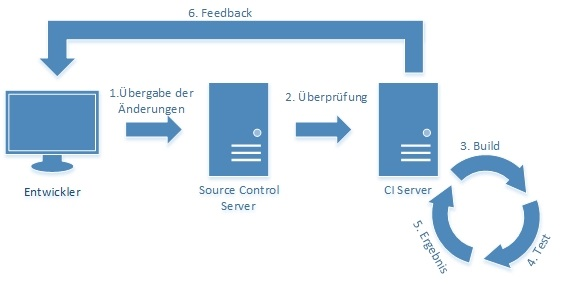 6. Feedback
1.Übergabe der
Änderungen
2. Überprüfung
3. Build
Entwickler
Source Control
Server
CI Server
4. Test
5. Ergebnis